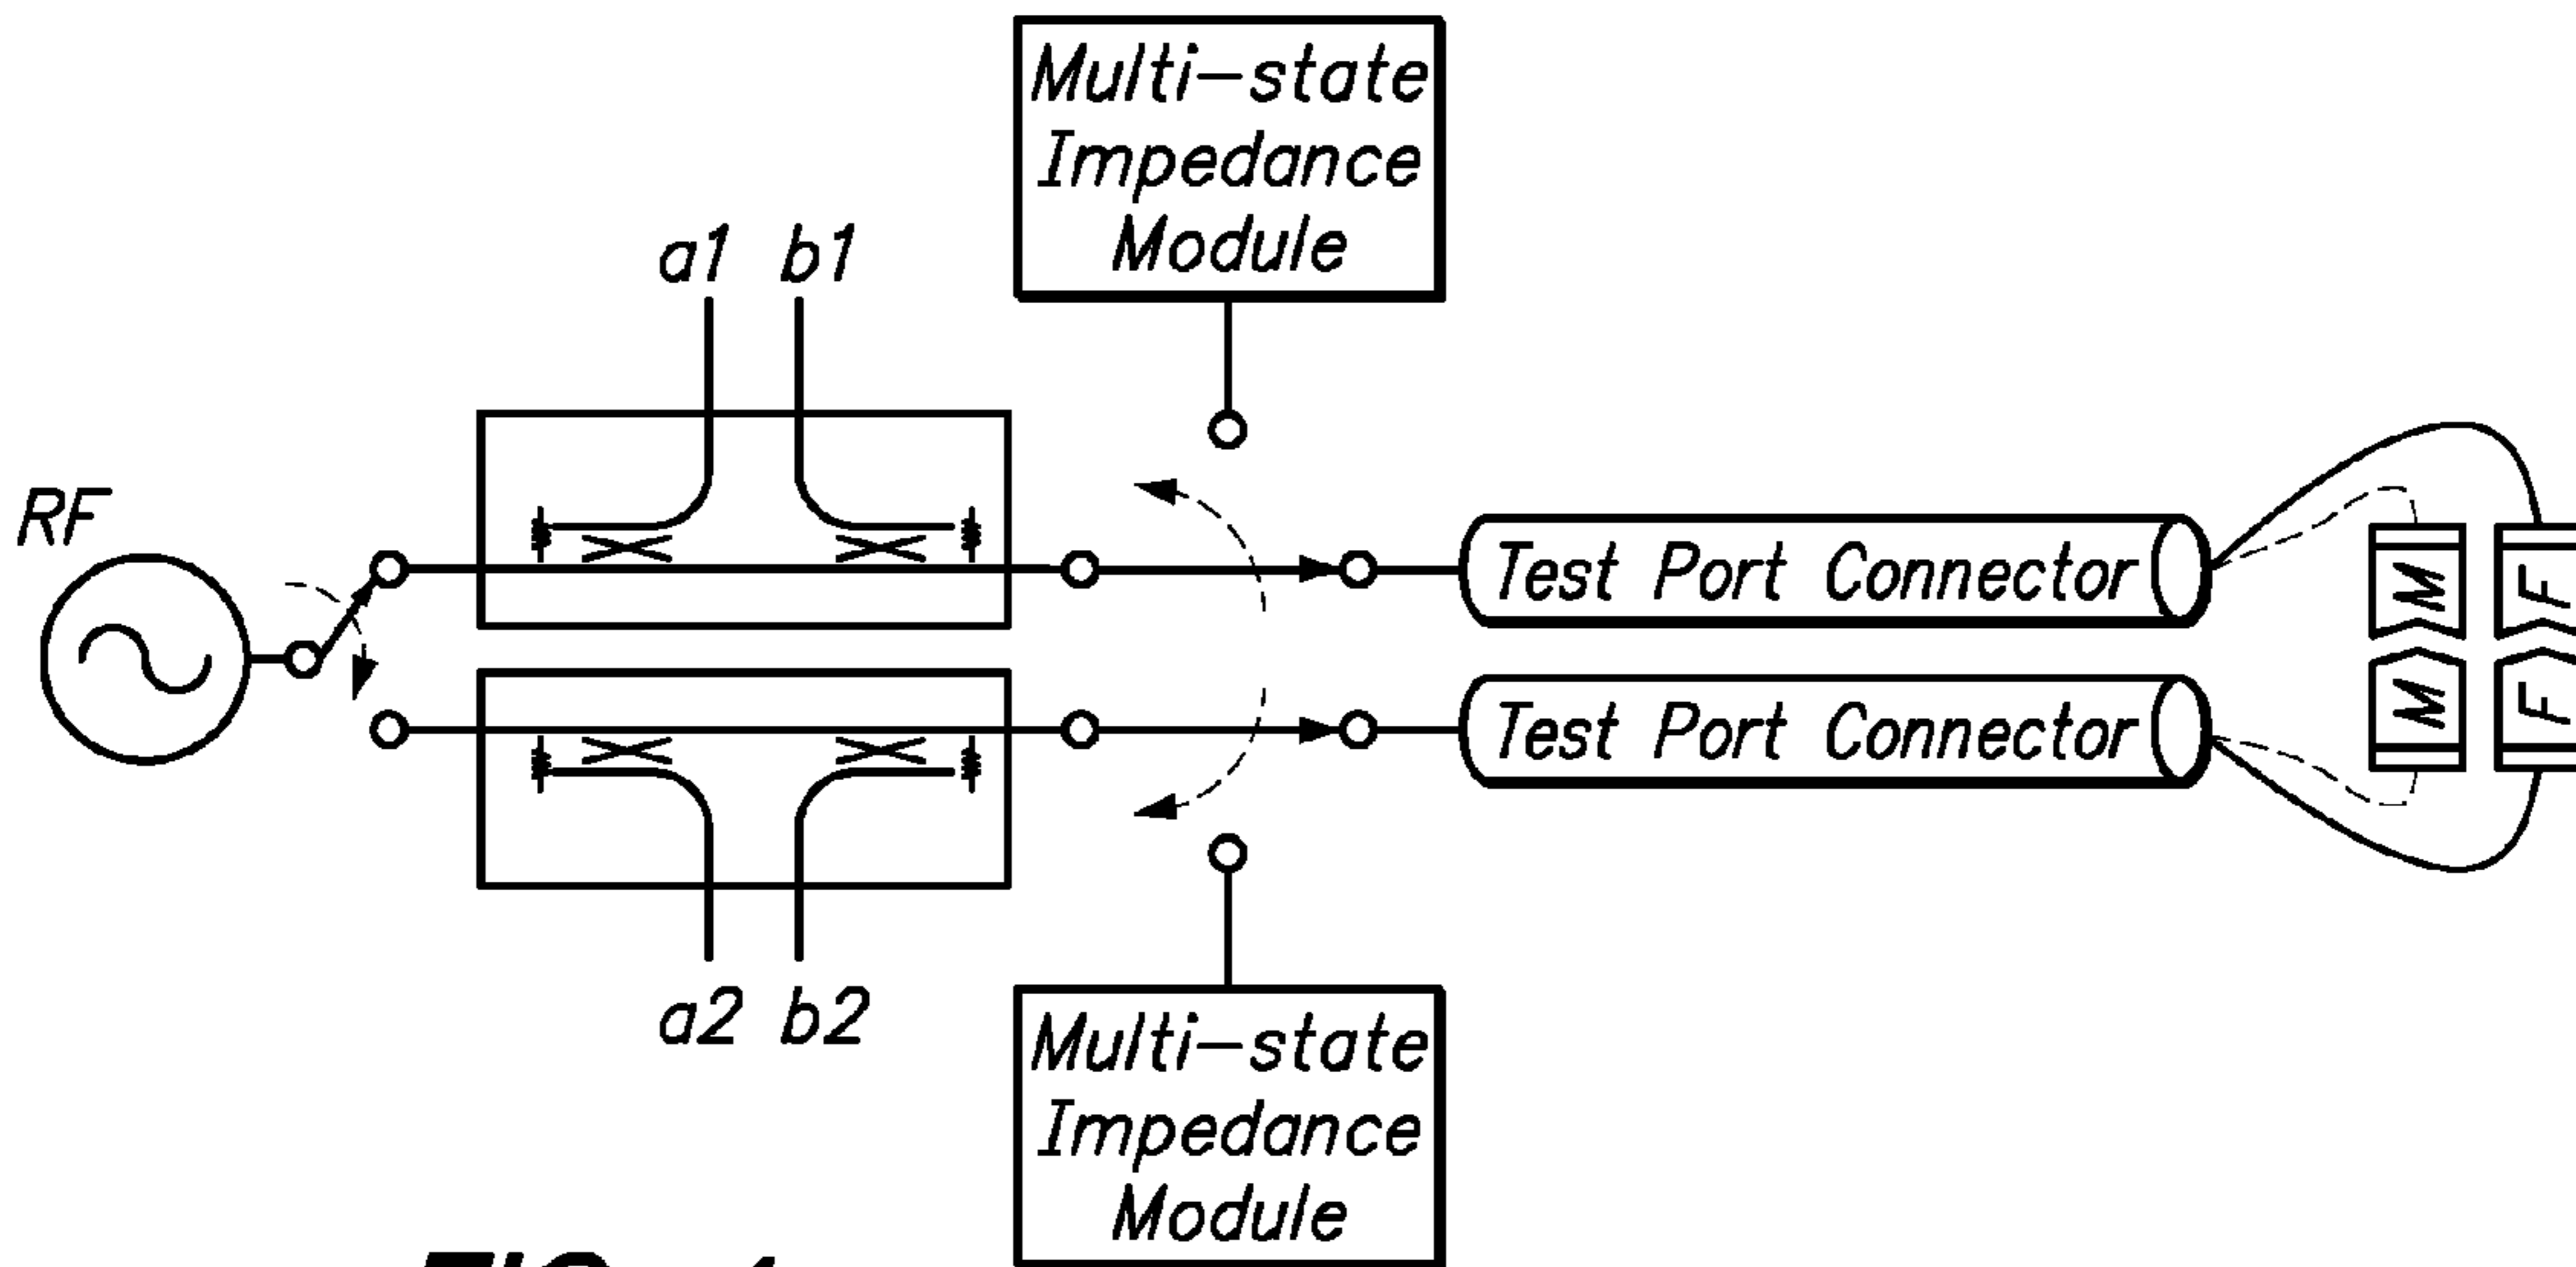 Multi-state
Impedance
Module
a1 b1
RF
Test Port Connector
M F
Test Port Connector
M F
a2 b2
Multi-state
Impedance
Module